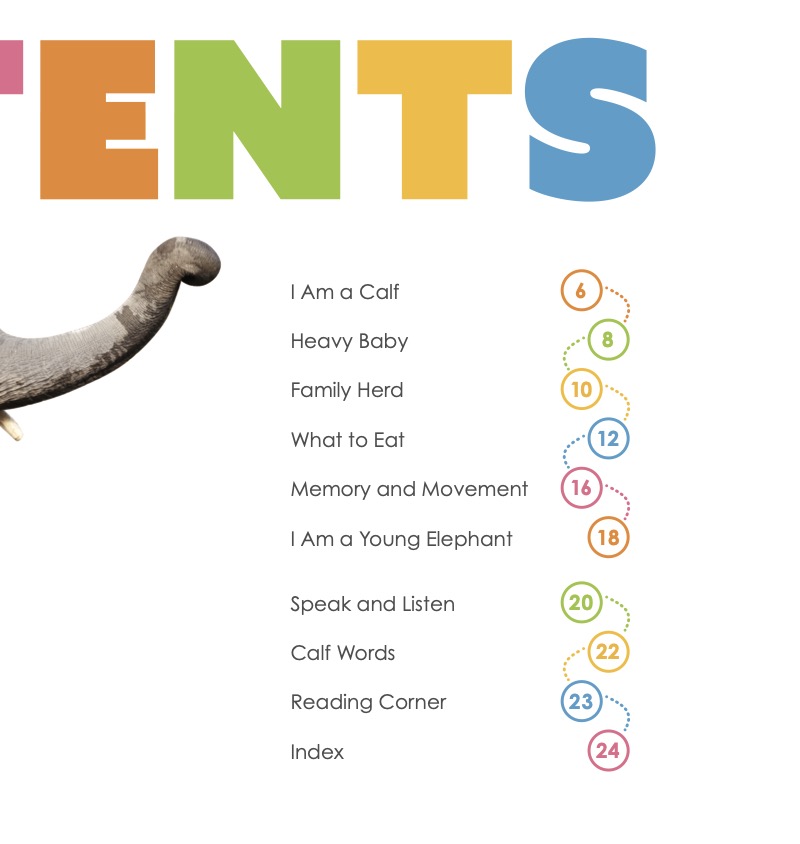 TENTS
I Am a Calf 6
Heavy Baby 8
Family Herd 10
What to Eat 12
Memory and Movement 16
I Am a Young Elephant 18
Speak and Listen 20
Calf Words 22
Reading Corner 23
Index 24